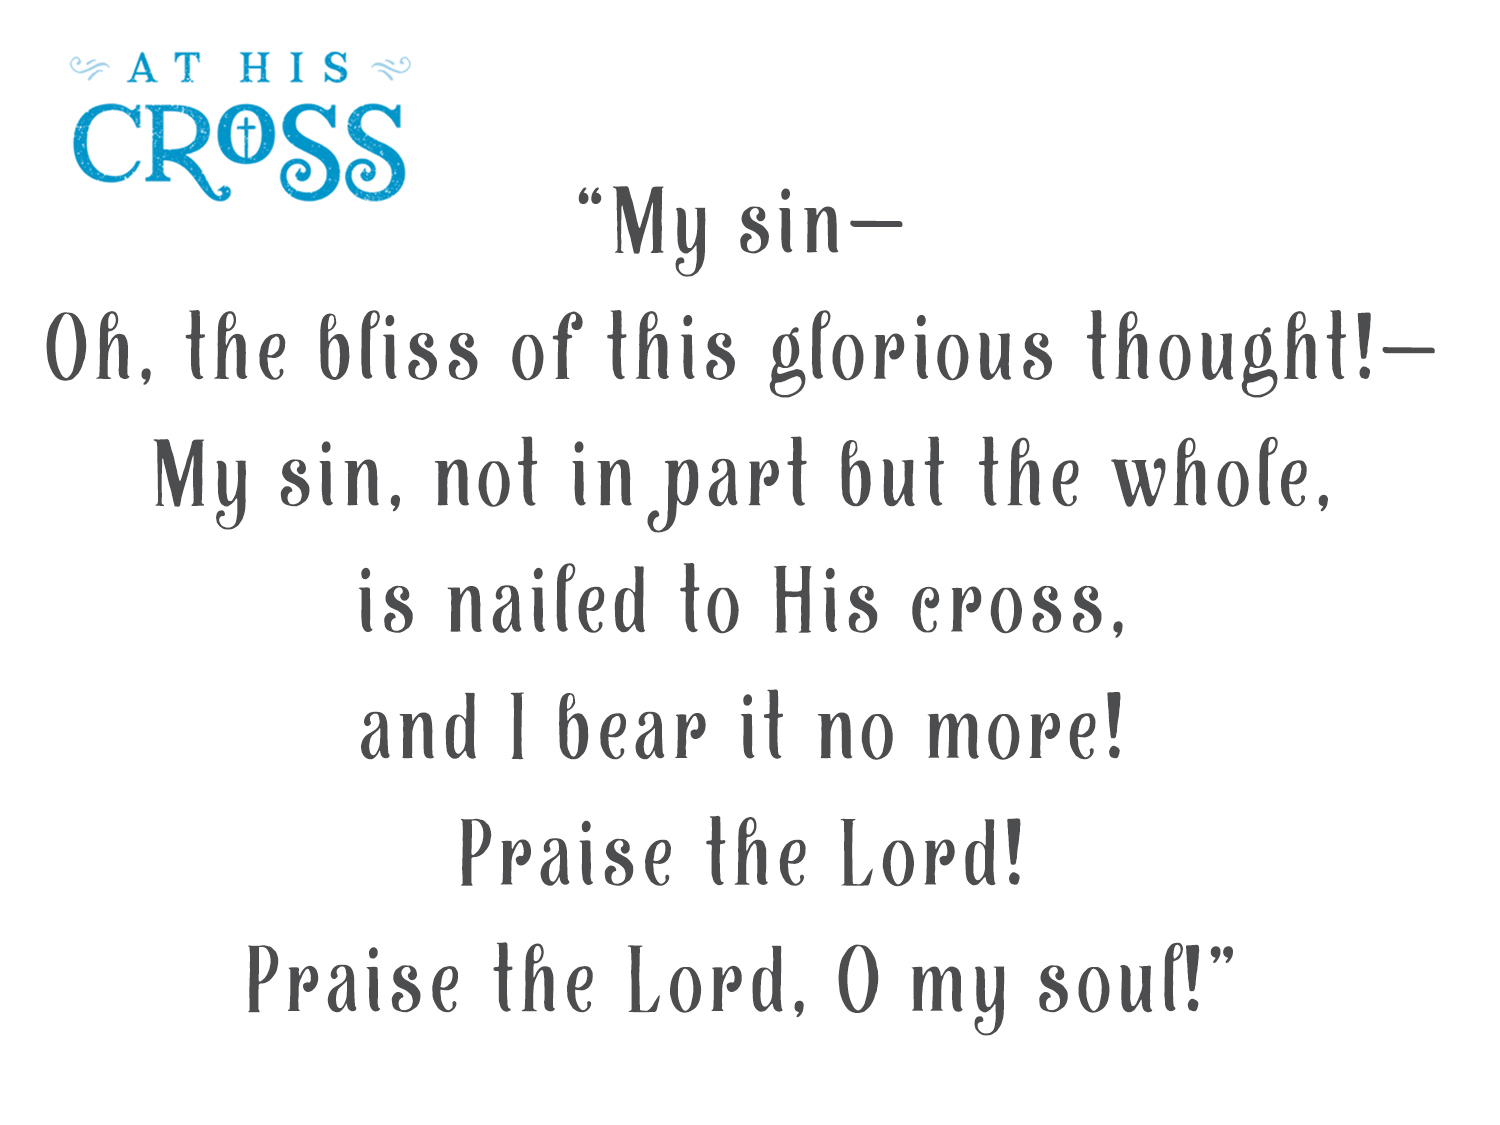 AT HIS
CROSS
“My sin—
Oh, the bliss of this glorious thought!—
My sin, not in part but the whole,
is nailed to His cross,
and I bear it no more!
Praise the Lord!
Praise the Lord, O my soul!”